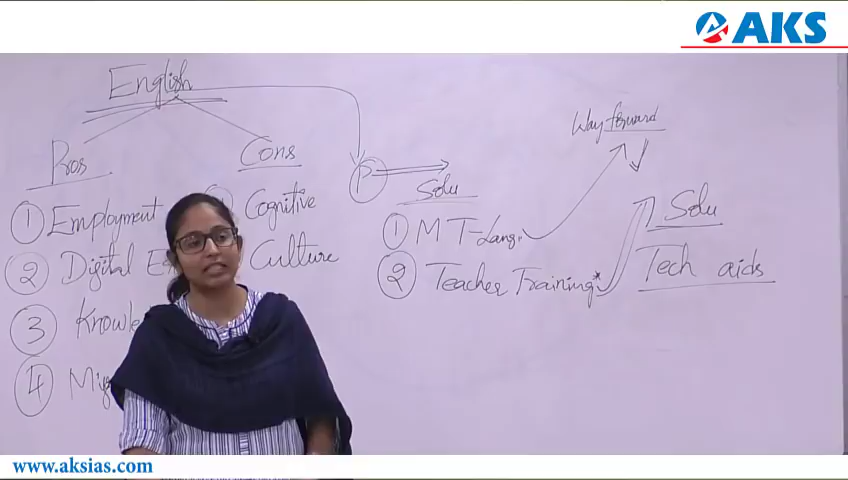 AKS
English
Pros
Cons
P
Solu
Way forward
1 Employment
Cognitive
2 Digital
Culture
3
4
1 MT-Lang.
2 Teacher Training*
Solu
Tech aids
www.aksias.com